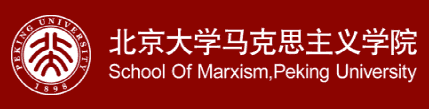 PEKING UNIVERSITY
1898
北京大学马克思主义学院
School Of Marxism,Peking University